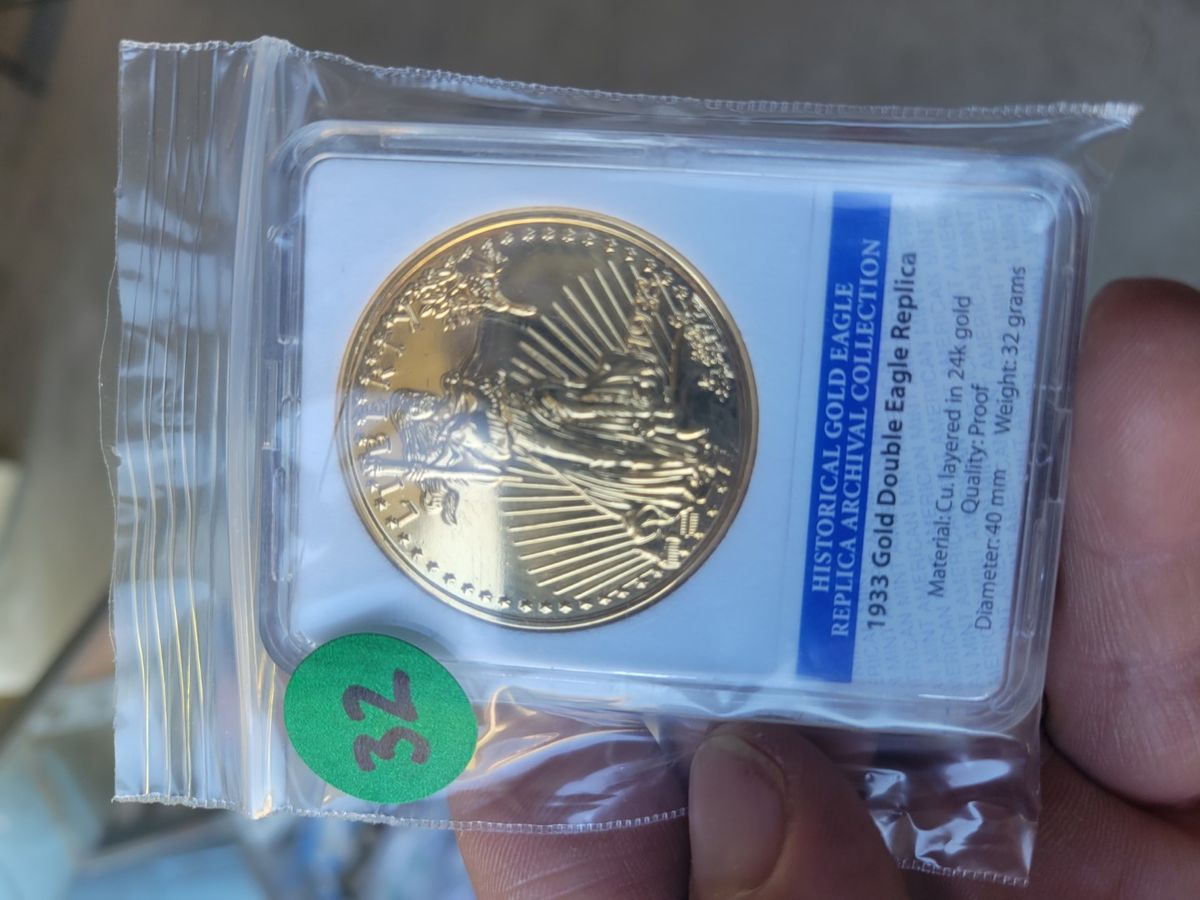 LIBERTY
1933
HISTORICAL GOLD EAGLE
REPLICA ARCHIVAL COLLECTION
1933 Gold Double Eagle Replica
Material: Cu. layered in 24k gold
Quality: Proof
Diameter: 40 mm Weight: 32 grams
32